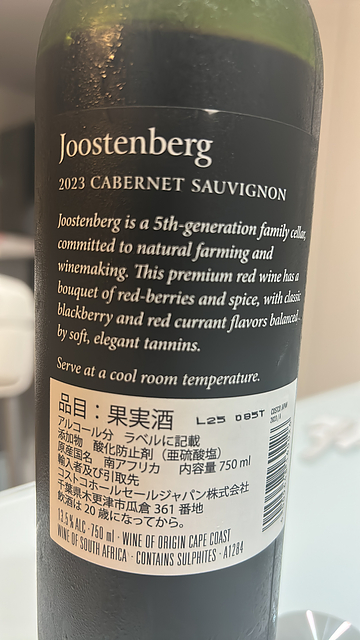 Joostenberg
2023 CABERNET SAUVIGNON
Joostenberg is a 5th-generation family cellar,
committed to natural farming and
winemaking. This premium red wine has a
bouquet of red-berries and spice, with classic
blackberry and red currant flavors balanced
by soft, elegant tannins.
Serve at a cool room temperature.
品目：果実酒 L25 085T
アルコール分 ラベルに記載
添加物 酸化防止剤（亜硫酸塩）
原産国名 南アフリカ 内容量 750 ml
輸入者及び引取先
コストコホールセールジャパン株式会社
千葉県木更津市瓜倉 361 番地
飲酒は 20 歳になってから。
13.5% ALC · 750 ml · WINE OF ORIGIN CAPE COAST
WINE OF SOUTH AFRICA · CONTAINS SULPHITES · A1284